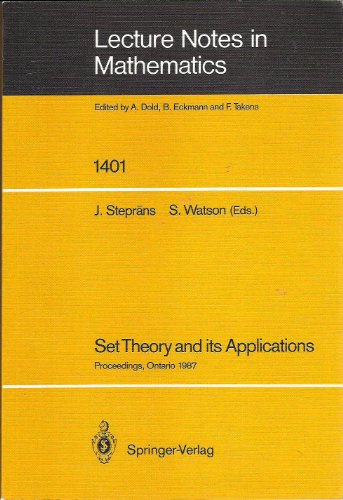 Lecture Notes in
Mathematics
Edited by A. Dold, B. Eckmann and F. Takens
1401
J. Steprāns S. Watson (Eds.)
Set Theory and its Applications
Proceedings, Ontario 1987
Springer-Verlag